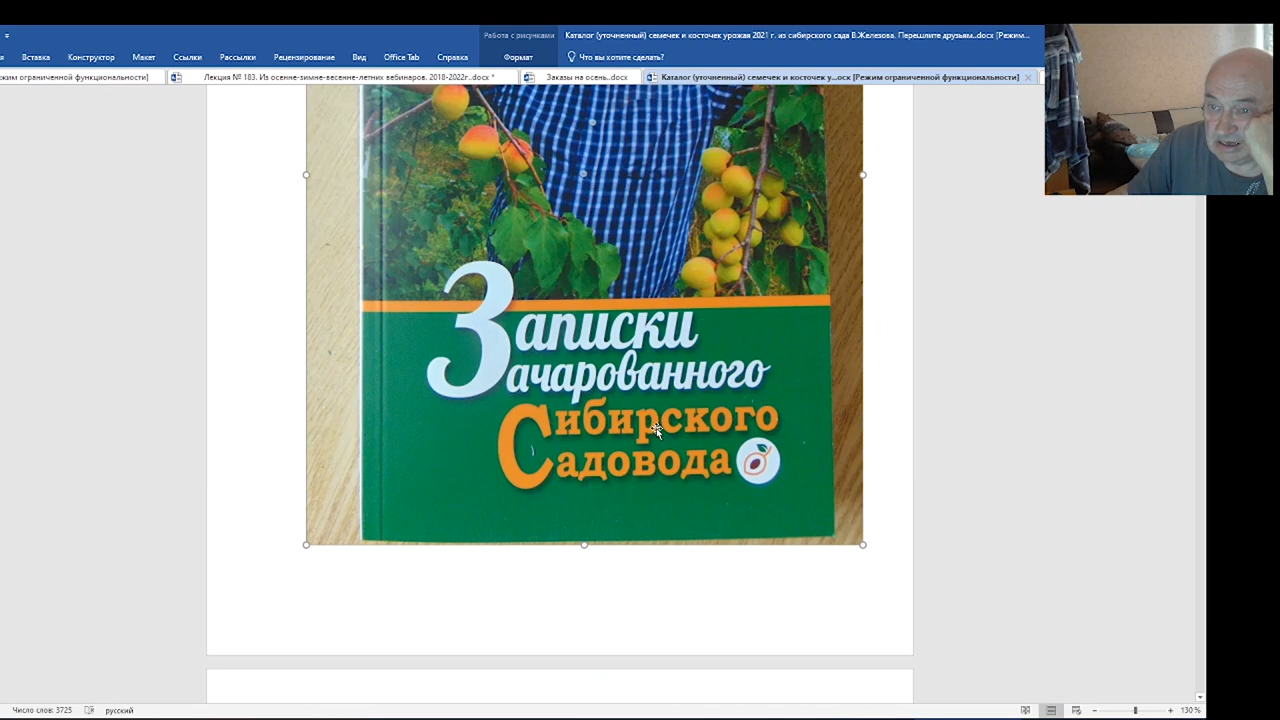 Работа с рисунками
Каталог (уточненный) семечек и косточек урожая 2021 г. из сибирского сада В.Железова. Перешлите друзьям..docx [Режим...
Вставка Конструктор Макет Ссылки Рассылки Рецензирование Вид Office Tab Справка Формат Что вы хотите сделать?
жим ограниченной функциональности]
Лекция № 183. Из осенне-зимне-весенне-летних вебинаров. 2018-2022г..docx *
Заказы на осень..docx
Каталог (уточненный) семечек и косточек у...ocx [Режим ограниченной функциональности]
Записки
Зачарованного
Сибирского
Садовода
Число слов: 3725 русский 130%